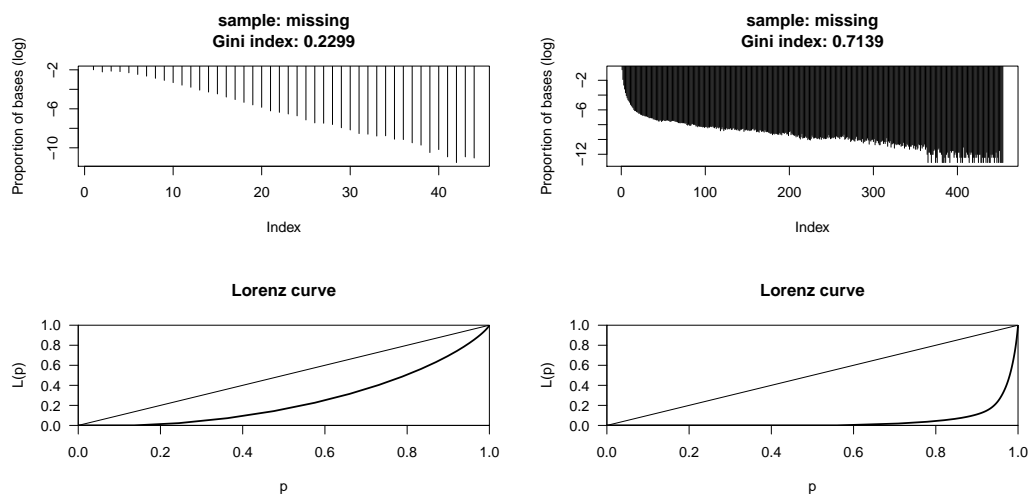 sample: missing
Gini index: 0.2299
Proportion of bases (log)
-2
-6
-10
0
10
20
30
40
Index
sample: missing
Gini index: 0.7139
Proportion of bases (log)
-2
-6
-12
0
100
200
300
400
Index
Lorenz curve
L(p)
1.0
0.8
0.6
0.4
0.2
0.0
0.0
0.2
0.4
0.6
0.8
1.0
p
Lorenz curve
L(p)
1.0
0.8
0.6
0.4
0.2
0.0
0.0
0.2
0.4
0.6
0.8
1.0
p